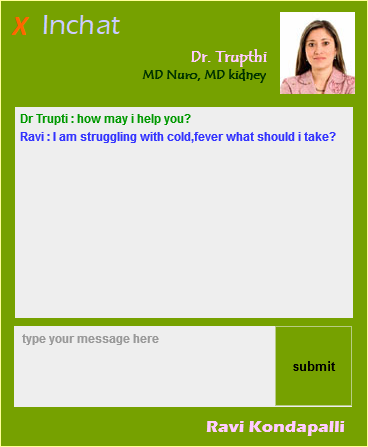 X Inchat
Dr. Trupthi
MD Nuro, MD kidney
Dr Trupti : how may i help you?
Ravi : I am struggling with cold,fever what should i take?
type your message here
submit
Ravi Kondapalli